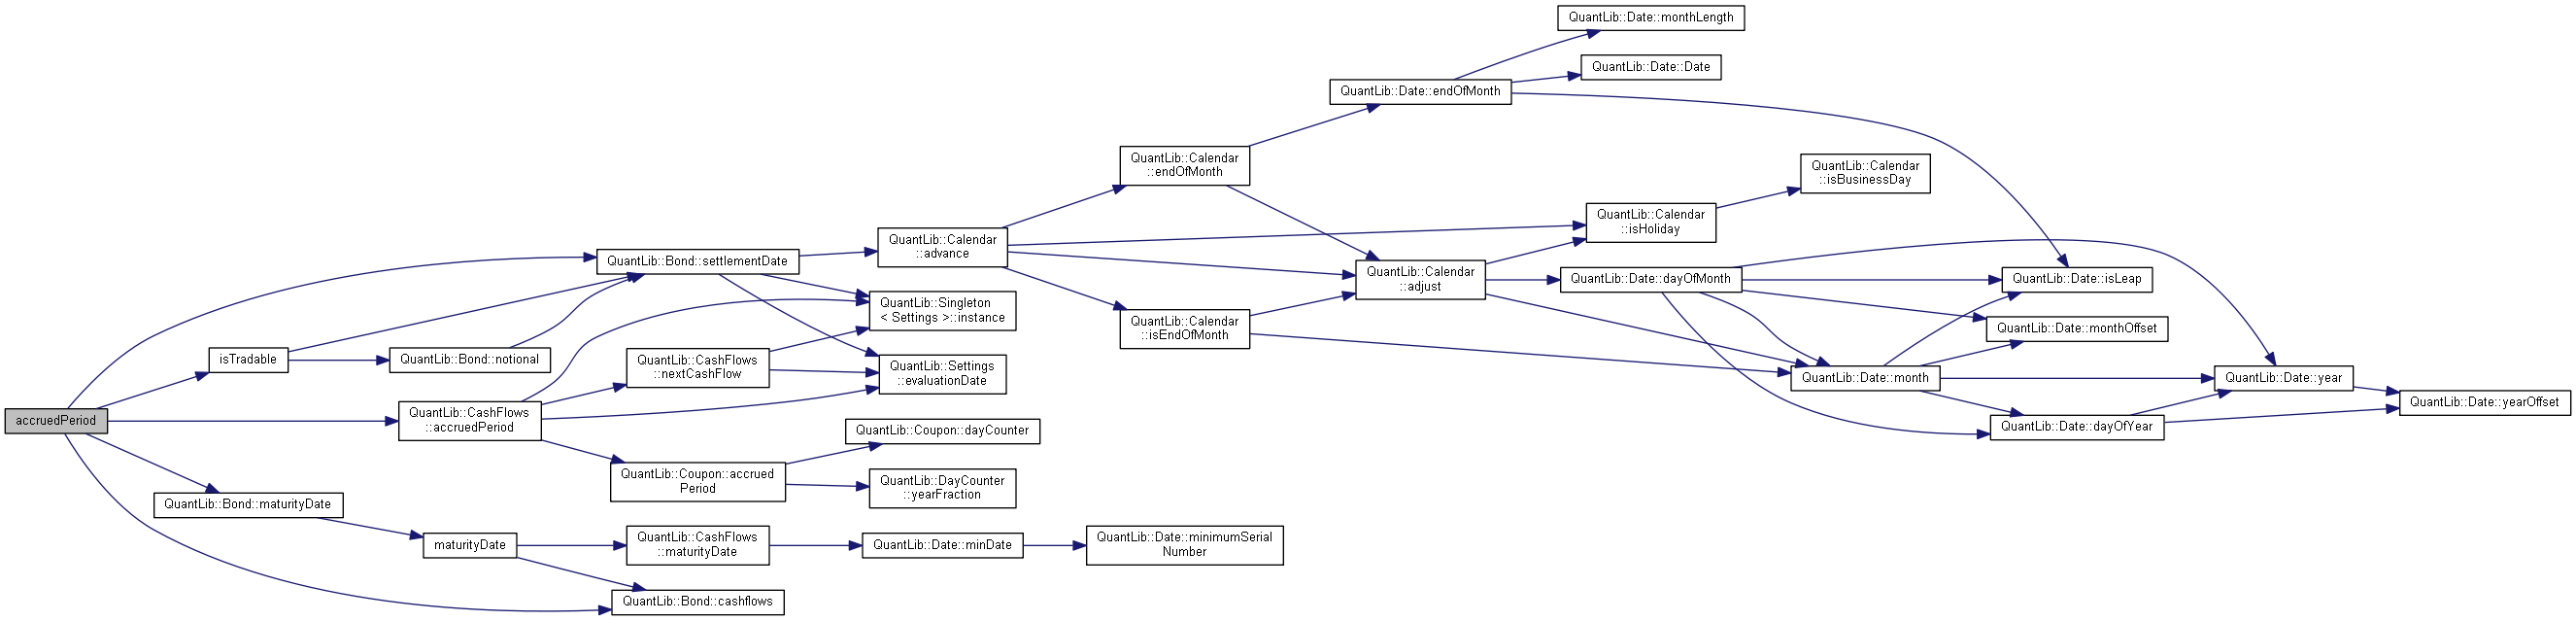 QuantLib::Date::monthLength
QuantLib::Date::Date
QuantLib::Date::endOfMonth
QuantLib::Calendar
::endOfMonth
QuantLib::Calendar
::isBusinessDay
QuantLib::Calendar
::isHoliday
QuantLib::Calendar
::advance
QuantLib::Bond::settlementDate
QuantLib::Calendar
::adjust
QuantLib::Date::dayOfMonth
QuantLib::Date::isLeap
QuantLib::Singleton
< Settings >::instance
QuantLib::Calendar
::isEndOfMonth
QuantLib::Date::monthOffset
isTradable
QuantLib::Bond::notional
QuantLib::CashFlows
::nextCashFlow
QuantLib::Settings
::evaluationDate
QuantLib::Date::month
QuantLib::Date::year
QuantLib::Date::yearOffset
accruedPeriod
QuantLib::CashFlows
::accruedPeriod
QuantLib::Coupon::dayCounter
QuantLib::Date::dayOfYear
QuantLib::Coupon::accrued
Period
QuantLib::DayCounter
::yearFraction
QuantLib::Bond::maturityDate
maturityDate
QuantLib::CashFlows
::maturityDate
QuantLib::Date::minDate
QuantLib::Date::minimumSerial
Number
QuantLib::Bond::cashflows